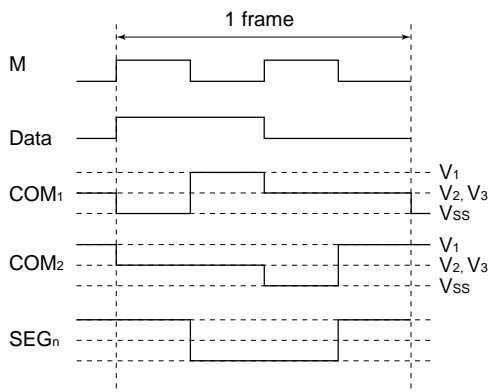 1 frame
M
Data
V₁
COM₁ V₂, V₃
VSS
V₁
COM₂ V₂, V₃
VSS
SEGₙ